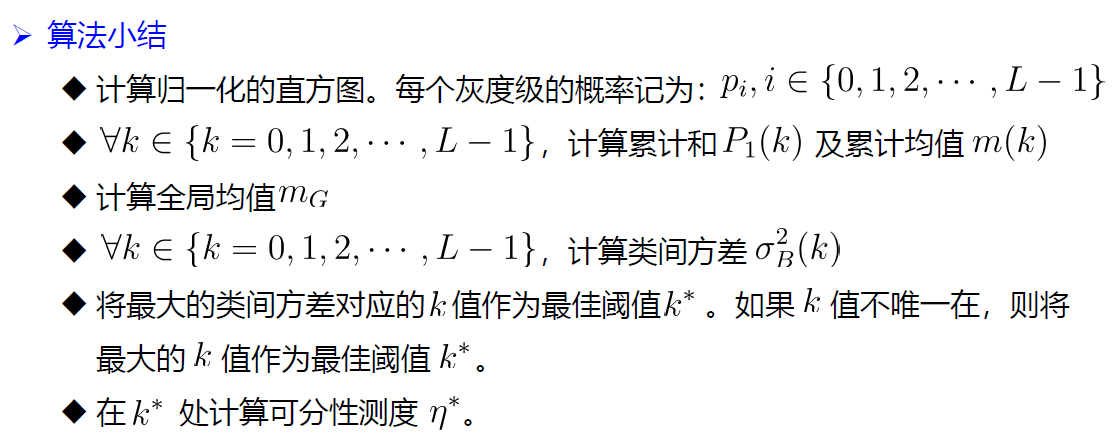 ➢ 算法小结
◆ 计算归一化的直方图。每个灰度级的概率记为：$p_i, i \in \{0, 1, 2, \cdots, L-1\}$
◆ $\forall k \in \{k = 0, 1, 2, \cdots, L-1\}$，计算累计和 $P_1(k)$ 及累计均值 $m(k)$
◆ 计算全局均值 $m_G$
◆ $\forall k \in \{k = 0, 1, 2, \cdots, L-1\}$，计算类间方差 $\sigma_B^2(k)$
◆ 将最大的类间方差对应的 $k$ 值作为最佳阈值 $k^*$ 。如果 $k$ 值不唯一在，则将
最大的 $k$ 值作为最佳阈值 $k^*$。
◆ 在 $k^*$ 处计算可分性测度 $\eta^*$。